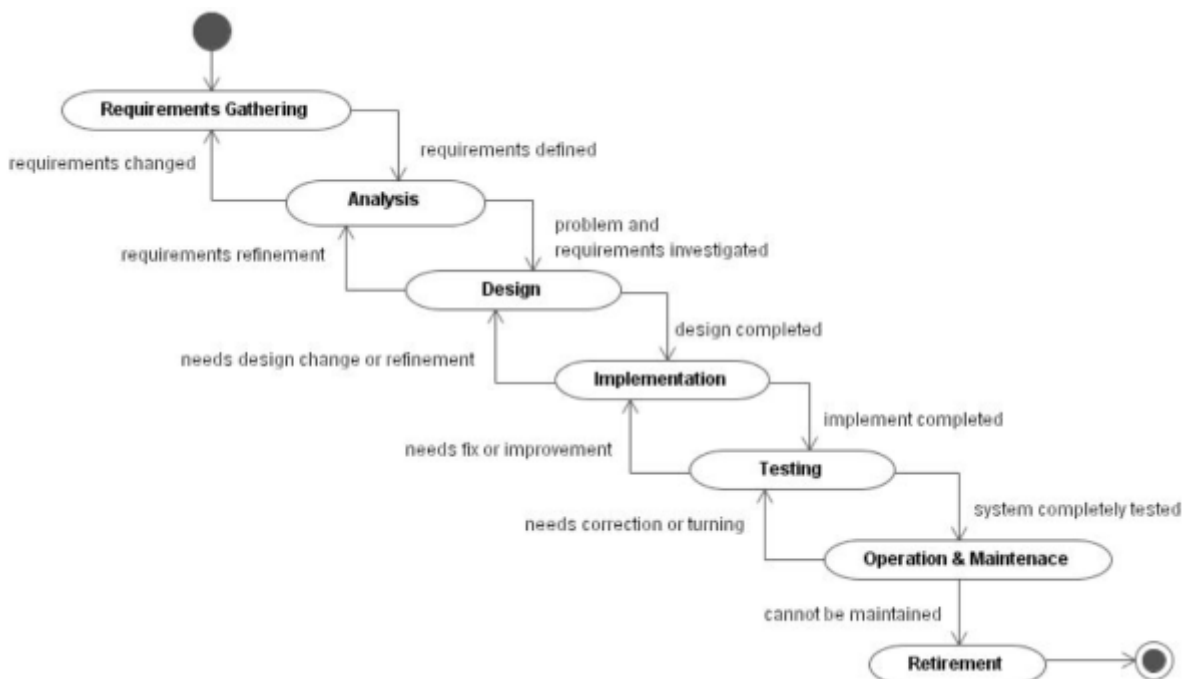 Requirements Gathering
requirements changed
requirements defined
Analysis
problem and
requirements investigated
requirements refinement
Design
design completed
needs design change or refinement
Implementation
implement completed
needs fix or improvement
Testing
system completely tested
needs correction or turning
Operation & Maintenace
cannot be maintained
Retirement